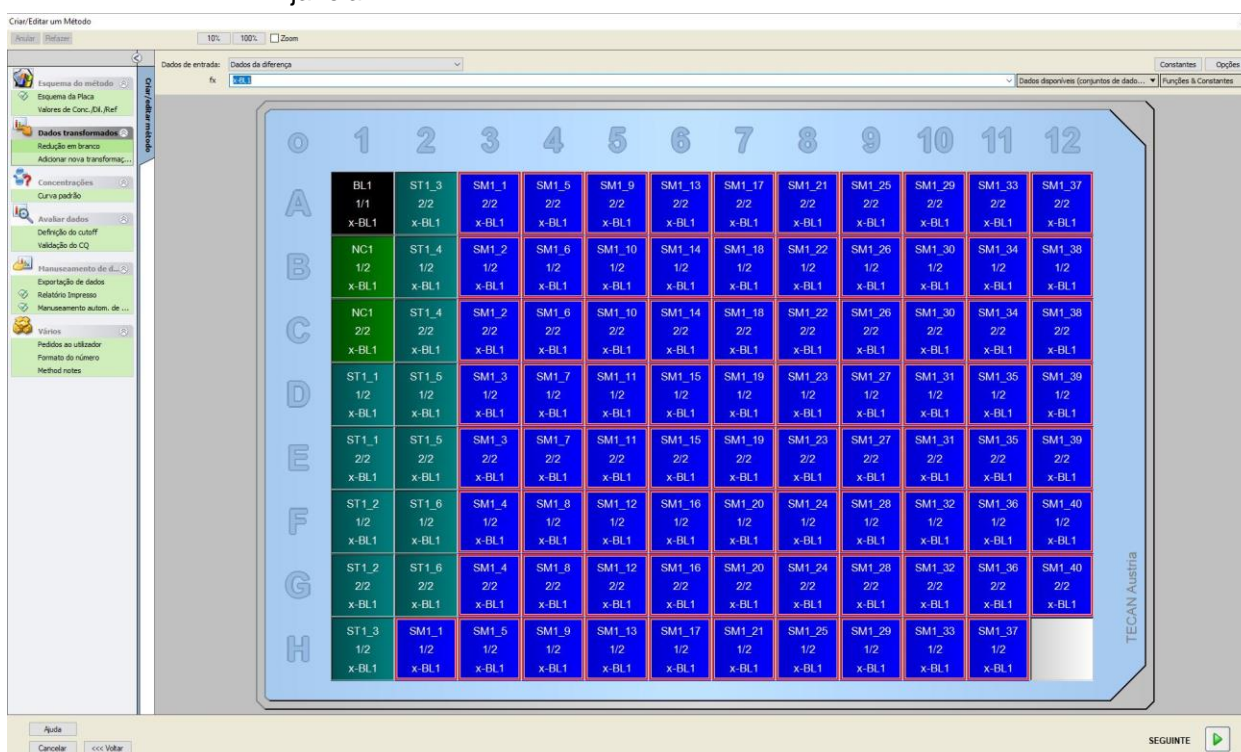 Criar/Editar um Método
Anular Refazer 10% 100% Zoom
Dados de entrada: Dados da diferença Constantes Opções
fx x-BL1 Dados disponíveis (conjuntos de dado... Funções & Constantes
Criar/editar método
Esquema do método
Esquema da Placa
Valores de Conc./Dil./Ref
Dados transformados
Redução em branco
Adicionar nova transformaç...
Concentrações
Curva padrão
Avaliar dados
Definição do cutoff
Validação do CQ
Manuseamento de d...
Exportação de dados
Relatório Impresso
Manuseamento autom. de ...
Vários
Pedidos ao utilizador
Formato do número
Method notes
1 2 3 4 5 6 7 8 9 10 11 12
A
BL1 ST1_3 SM1_1 SM1_5 SM1_9 SM1_13 SM1_17 SM1_21 SM1_25 SM1_29 SM1_33 SM1_37
1/1 2/2 2/2 2/2 2/2 2/2 2/2 2/2 2/2 2/2 2/2 2/2
x-BL1 x-BL1 x-BL1 x-BL1 x-BL1 x-BL1 x-BL1 x-BL1 x-BL1 x-BL1 x-BL1 x-BL1
B
NC1 ST1_4 SM1_2 SM1_6 SM1_10 SM1_14 SM1_18 SM1_22 SM1_26 SM1_30 SM1_34 SM1_38
1/2 1/2 1/2 1/2 1/2 1/2 1/2 1/2 1/2 1/2 1/2 1/2
x-BL1 x-BL1 x-BL1 x-BL1 x-BL1 x-BL1 x-BL1 x-BL1 x-BL1 x-BL1 x-BL1 x-BL1
C
NC1 ST1_4 SM1_2 SM1_6 SM1_10 SM1_14 SM1_18 SM1_22 SM1_26 SM1_30 SM1_34 SM1_38
2/2 2/2 2/2 2/2 2/2 2/2 2/2 2/2 2/2 2/2 2/2 2/2
x-BL1 x-BL1 x-BL1 x-BL1 x-BL1 x-BL1 x-BL1 x-BL1 x-BL1 x-BL1 x-BL1 x-BL1
D
ST1_1 ST1_5 SM1_3 SM1_7 SM1_11 SM1_15 SM1_19 SM1_23 SM1_27 SM1_31 SM1_35 SM1_39
1/2 1/2 1/2 1/2 1/2 1/2 1/2 1/2 1/2 1/2 1/2 1/2
x-BL1 x-BL1 x-BL1 x-BL1 x-BL1 x-BL1 x-BL1 x-BL1 x-BL1 x-BL1 x-BL1 x-BL1
E
ST1_1 ST1_5 SM1_3 SM1_7 SM1_11 SM1_15 SM1_19 SM1_23 SM1_27 SM1_31 SM1_35 SM1_39
2/2 2/2 2/2 2/2 2/2 2/2 2/2 2/2 2/2 2/2 2/2 2/2
x-BL1 x-BL1 x-BL1 x-BL1 x-BL1 x-BL1 x-BL1 x-BL1 x-BL1 x-BL1 x-BL1 x-BL1
F
ST1_2 ST1_6 SM1_4 SM1_8 SM1_12 SM1_16 SM1_20 SM1_24 SM1_28 SM1_32 SM1_36 SM1_40
1/2 1/2 1/2 1/2 1/2 1/2 1/2 1/2 1/2 1/2 1/2 1/2
x-BL1 x-BL1 x-BL1 x-BL1 x-BL1 x-BL1 x-BL1 x-BL1 x-BL1 x-BL1 x-BL1 x-BL1
G
ST1_2 ST1_6 SM1_4 SM1_8 SM1_12 SM1_16 SM1_20 SM1_24 SM1_28 SM1_32 SM1_36 SM1_40
2/2 2/2 2/2 2/2 2/2 2/2 2/2 2/2 2/2 2/2 2/2 2/2
x-BL1 x-BL1 x-BL1 x-BL1 x-BL1 x-BL1 x-BL1 x-BL1 x-BL1 x-BL1 x-BL1 x-BL1
H
ST1_3 SM1_1 SM1_5 SM1_9 SM1_13 SM1_17 SM1_21 SM1_25 SM1_29 SM1_33 SM1_37
1/2 1/2 1/2 1/2 1/2 1/2 1/2 1/2 1/2 1/2 1/2
x-BL1 x-BL1 x-BL1 x-BL1 x-BL1 x-BL1 x-BL1 x-BL1 x-BL1 x-BL1 x-BL1
TECAN Austria
Ajuda
Cancelar <<< Voltar
SEGUINTE